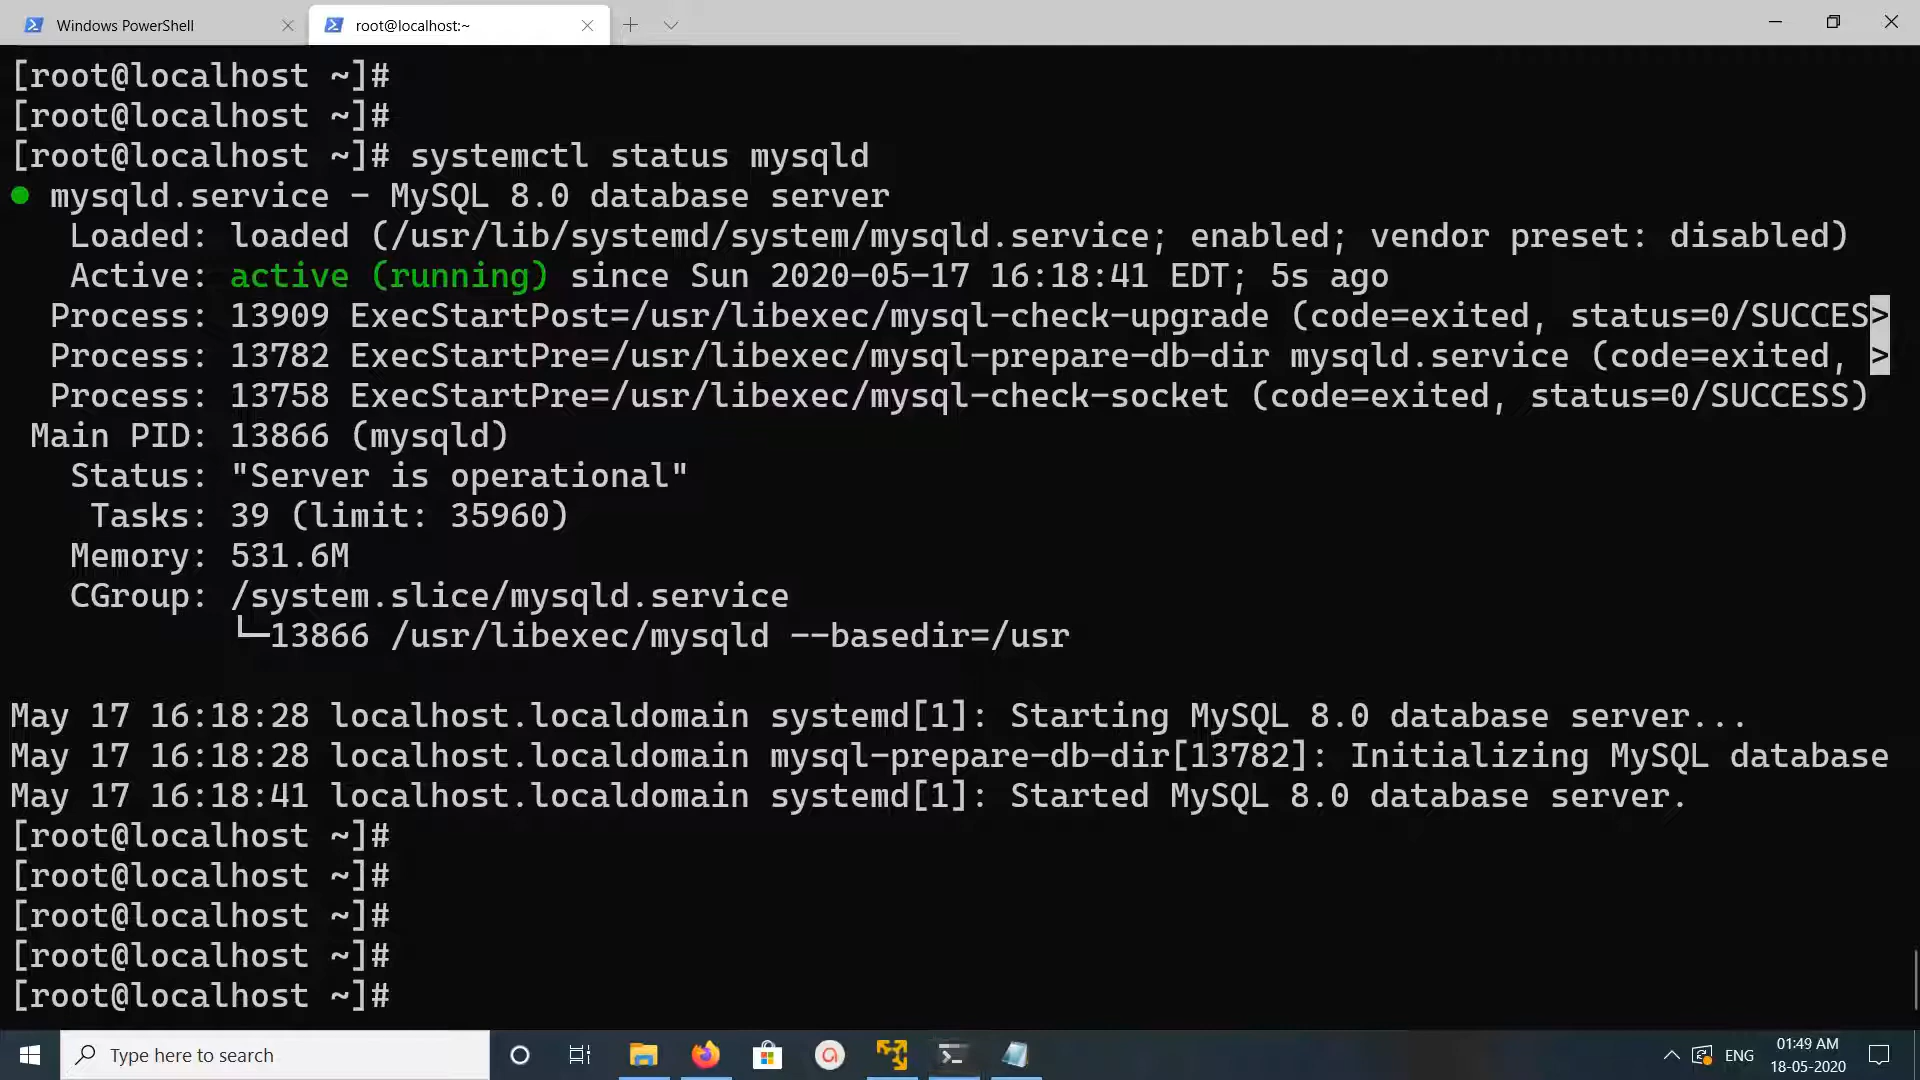 Windows PowerShell
root@localhost:~
[root@localhost ~]#
[root@localhost ~]#
[root@localhost ~]# systemctl status mysqld
● mysqld.service - MySQL 8.0 database server
Loaded: loaded (/usr/lib/systemd/system/mysqld.service; enabled; vendor preset: disabled)
Active: active (running) since Sun 2020-05-17 16:18:41 EDT; 5s ago
Process: 13909 ExecStartPost=/usr/libexec/mysql-check-upgrade (code=exited, status=0/SUCCES>
Process: 13782 ExecStartPre=/usr/libexec/mysql-prepare-db-dir mysqld.service (code=exited, >
Process: 13758 ExecStartPre=/usr/libexec/mysql-check-socket (code=exited, status=0/SUCCESS)
Main PID: 13866 (mysqld)
Status: "Server is operational"
Tasks: 39 (limit: 35960)
Memory: 531.6M
CGroup: /system.slice/mysqld.service
└─13866 /usr/libexec/mysqld --basedir=/usr
May 17 16:18:28 localhost.localdomain systemd[1]: Starting MySQL 8.0 database server...
May 17 16:18:28 localhost.localdomain mysql-prepare-db-dir[13782]: Initializing MySQL database
May 17 16:18:41 localhost.localdomain systemd[1]: Started MySQL 8.0 database server.
[root@localhost ~]#
[root@localhost ~]#
[root@localhost ~]#
[root@localhost ~]#
[root@localhost ~]#
Type here to search
ENG
01:49 AM
18-05-2020